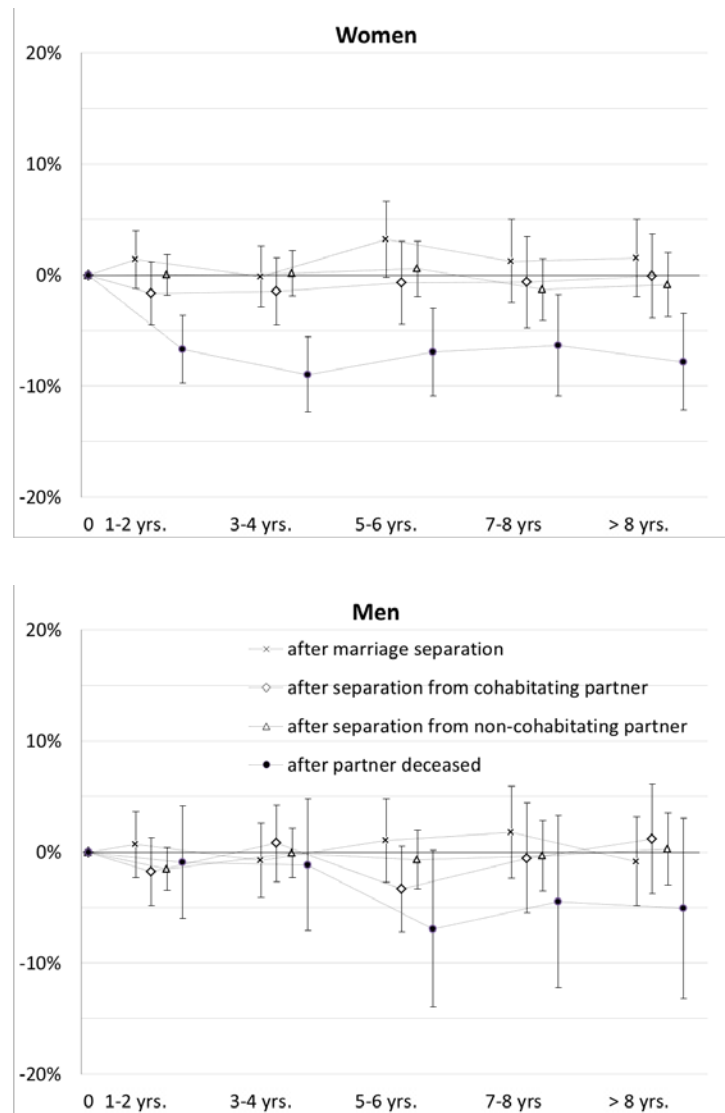 Women
20%
10%
0%
-10%
-20%
0 1-2 yrs. 3-4 yrs. 5-6 yrs. 7-8 yrs > 8 yrs.
Men
20%
after marriage separation
after separation from cohabitating partner
after separation from non-cohabitating partner
10%
after partner deceased
0%
-10%
-20%
0 1-2 yrs. 3-4 yrs. 5-6 yrs. 7-8 yrs > 8 yrs.